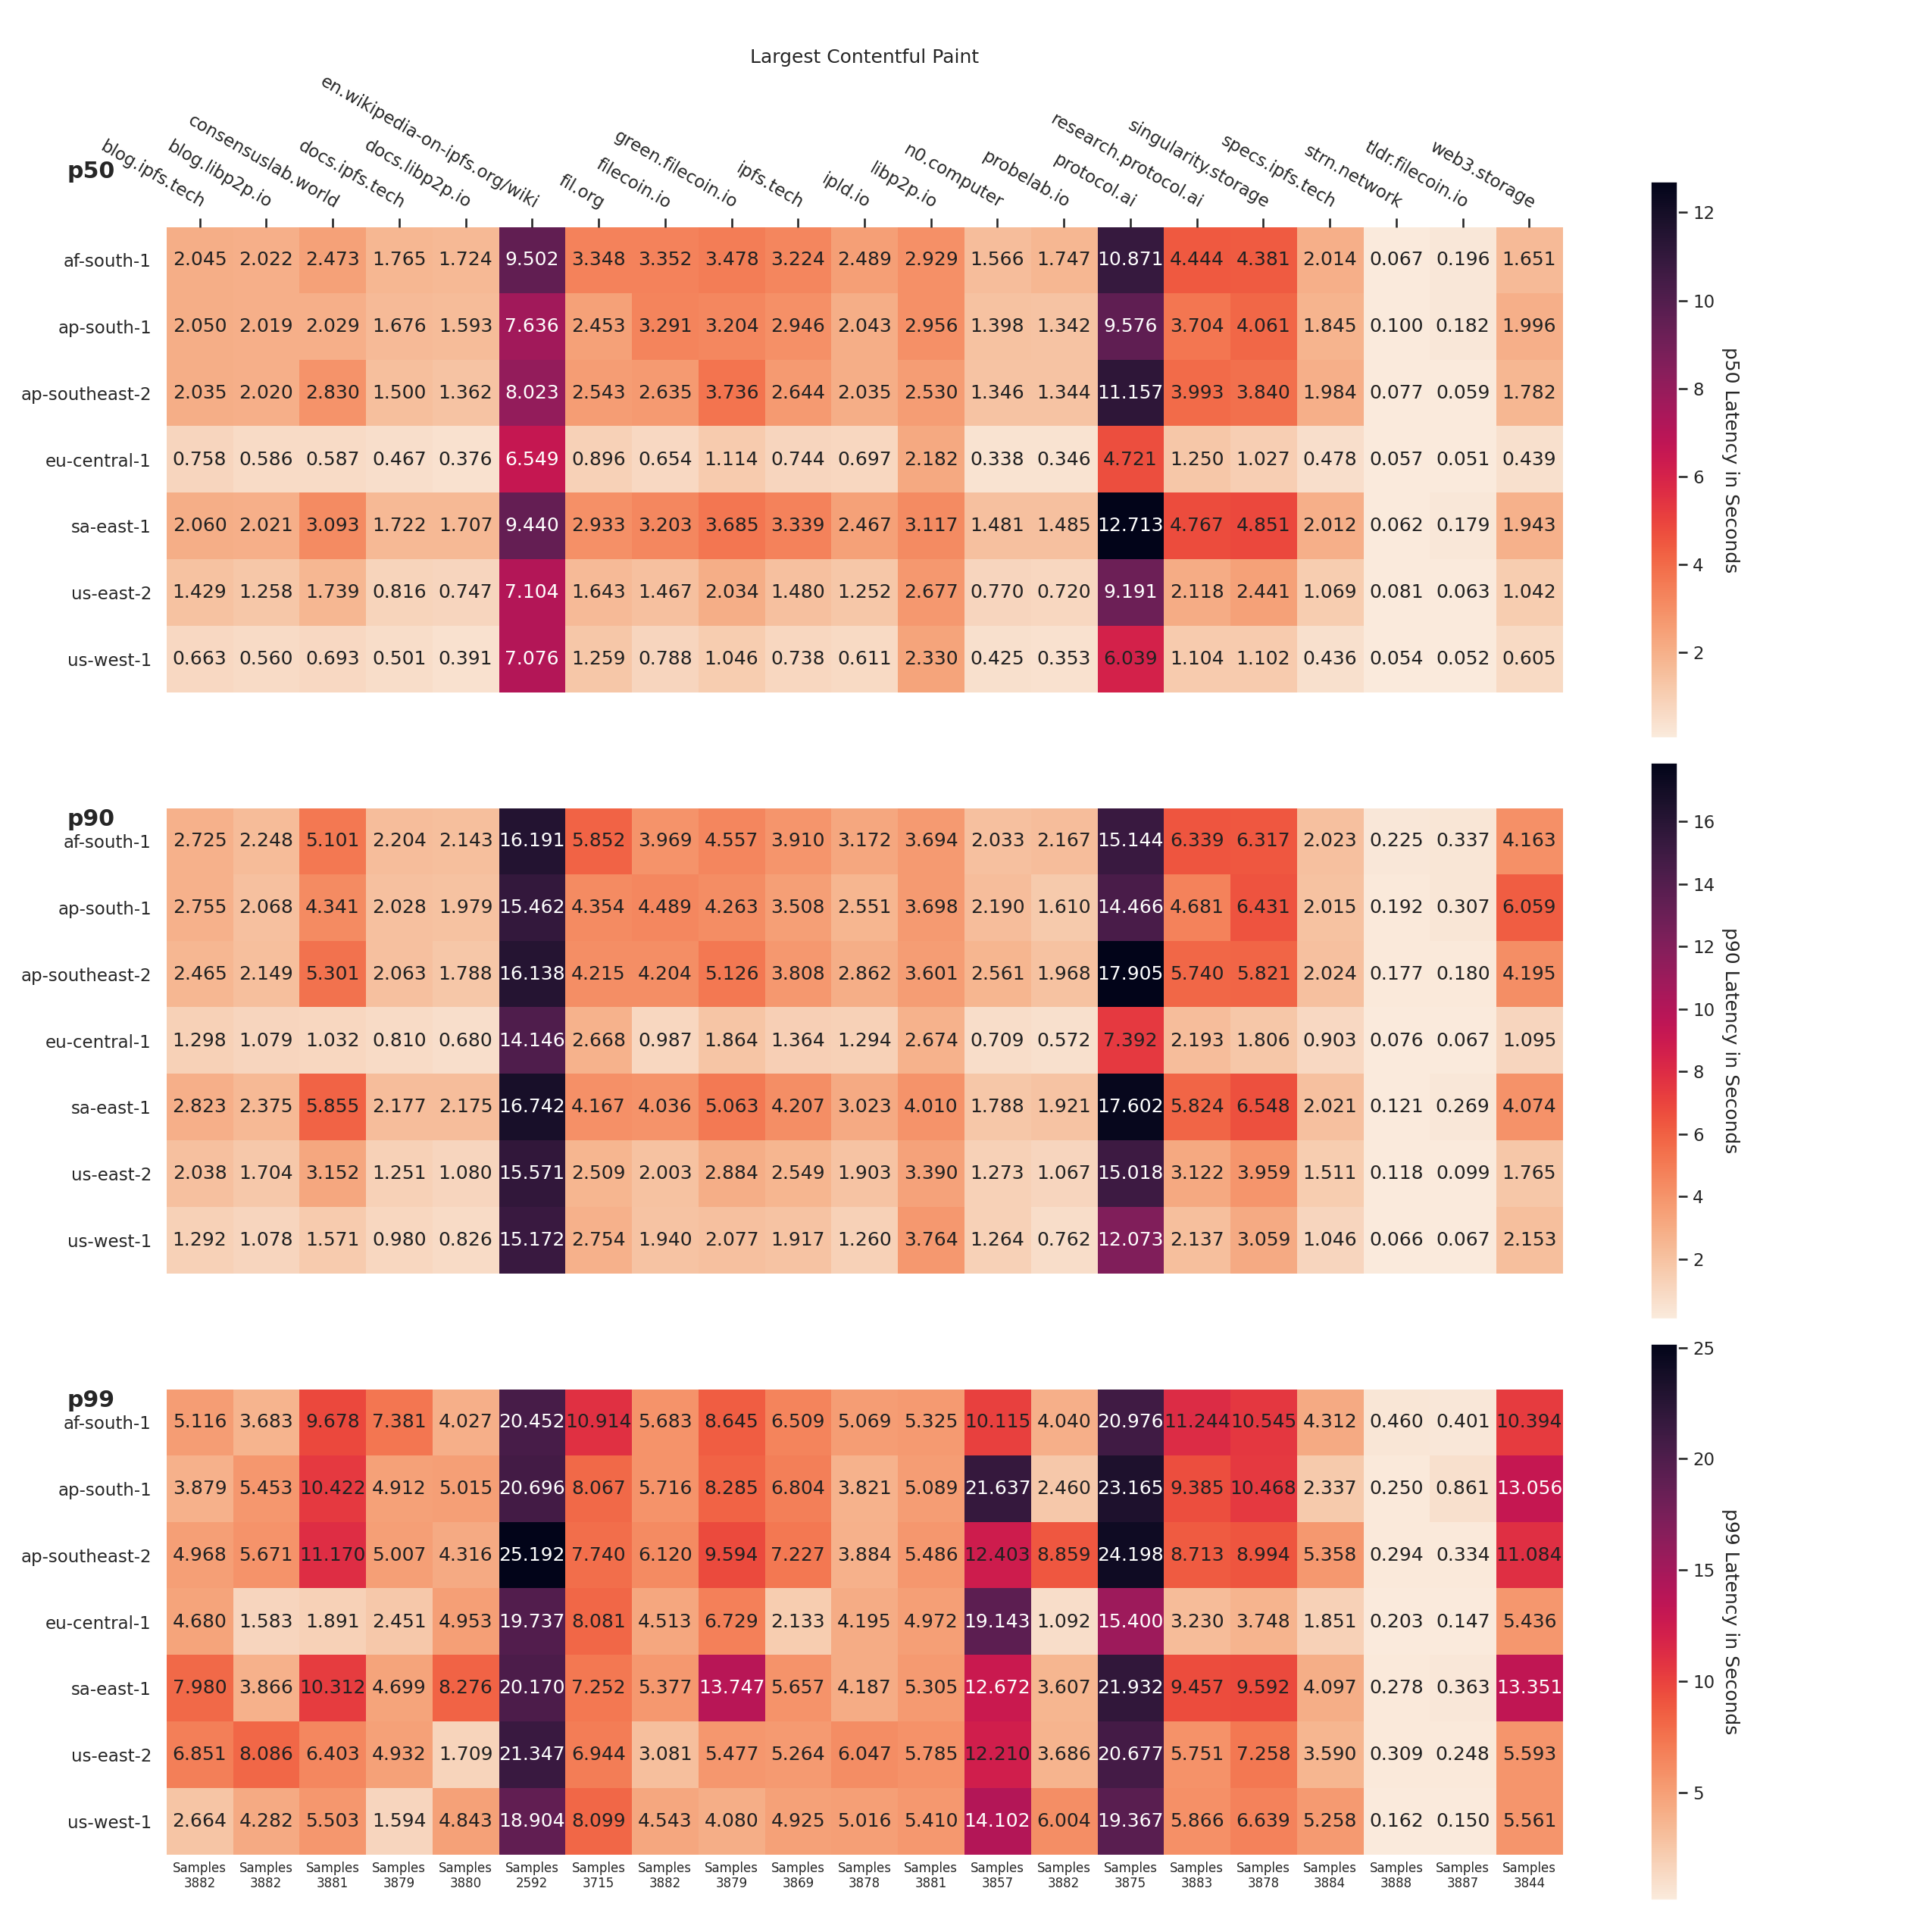 Largest Contentful Paint
p50
blog.ipfs.tech
blog.libp2p.io
consensuslab.world
docs.ipfs.tech
docs.libp2p.io
en.wikipedia-on-ipfs.org/wiki
fil.org
filecoin.io
green.filecoin.io
ipfs.tech
ipld.io
libp2p.io
n0.computer
probelab.io
protocol.ai
research.protocol.ai
singularity.storage
specs.ipfs.tech
strn.network
tldr.filecoin.io
web3.storage
af-south-1 2.045 2.022 2.473 1.765 1.724 9.502 3.348 3.352 3.478 3.224 2.489 2.929 1.566 1.747 10.871 4.444 4.381 2.014 0.067 0.196 1.651
ap-south-1 2.050 2.019 2.029 1.676 1.593 7.636 2.453 3.291 3.204 2.946 2.043 2.956 1.398 1.342 9.576 3.704 4.061 1.845 0.100 0.182 1.996
ap-southeast-2 2.035 2.020 2.830 1.500 1.362 8.023 2.543 2.635 3.736 2.644 2.035 2.530 1.346 1.344 11.157 3.993 3.840 1.984 0.077 0.059 1.782
eu-central-1 0.758 0.586 0.587 0.467 0.376 6.549 0.896 0.654 1.114 0.744 0.697 2.182 0.338 0.346 4.721 1.250 1.027 0.478 0.057 0.051 0.439
sa-east-1 2.060 2.021 3.093 1.722 1.707 9.440 2.933 3.203 3.685 3.339 2.467 3.117 1.481 1.485 12.713 4.767 4.851 2.012 0.062 0.179 1.943
us-east-2 1.429 1.258 1.739 0.816 0.747 7.104 1.643 1.467 2.034 1.480 1.252 2.677 0.770 0.720 9.191 2.118 2.441 1.069 0.081 0.063 1.042
us-west-1 0.663 0.560 0.693 0.501 0.391 7.076 1.259 0.788 1.046 0.738 0.611 2.330 0.425 0.353 6.039 1.104 1.102 0.436 0.054 0.052 0.605
12
10
8
6
4
2
p50 Latency in Seconds
p90
af-south-1 2.725 2.248 5.101 2.204 2.143 16.191 5.852 3.969 4.557 3.910 3.172 3.694 2.033 2.167 15.144 6.339 6.317 2.023 0.225 0.337 4.163
ap-south-1 2.755 2.068 4.341 2.028 1.979 15.462 4.354 4.489 4.263 3.508 2.551 3.698 2.190 1.610 14.466 4.681 6.431 2.015 0.192 0.307 6.059
ap-southeast-2 2.465 2.149 5.301 2.063 1.788 16.138 4.215 4.204 5.126 3.808 2.862 3.601 2.561 1.968 17.905 5.740 5.821 2.024 0.177 0.180 4.195
eu-central-1 1.298 1.079 1.032 0.810 0.680 14.146 2.668 0.987 1.864 1.364 1.294 2.674 0.709 0.572 7.392 2.193 1.806 0.903 0.076 0.067 1.095
sa-east-1 2.823 2.375 5.855 2.177 2.175 16.742 4.167 4.036 5.063 4.207 3.023 4.010 1.788 1.921 17.602 5.824 6.548 2.021 0.121 0.269 4.074
us-east-2 2.038 1.704 3.152 1.251 1.080 15.571 2.509 2.003 2.884 2.549 1.903 3.390 1.273 1.067 15.018 3.122 3.959 1.511 0.118 0.099 1.765
us-west-1 1.292 1.078 1.571 0.980 0.826 15.172 2.754 1.940 2.077 1.917 1.260 3.764 1.264 0.762 12.073 2.137 3.059 1.046 0.066 0.067 2.153
16
14
12
10
8
6
4
2
p90 Latency in Seconds
p99
af-south-1 5.116 3.683 9.678 7.381 4.027 20.452 10.914 5.683 8.645 6.509 5.069 5.325 10.115 4.040 20.976 11.244 10.545 4.312 0.460 0.401 10.394
ap-south-1 3.879 5.453 10.422 4.912 5.015 20.696 8.067 5.716 8.285 6.804 3.821 5.089 21.637 2.460 23.165 9.385 10.468 2.337 0.250 0.861 13.056
ap-southeast-2 4.968 5.671 11.170 5.007 4.316 25.192 7.740 6.120 9.594 7.227 3.884 5.486 12.403 8.859 24.198 8.713 8.994 5.358 0.294 0.334 11.084
eu-central-1 4.680 1.583 1.891 2.451 4.953 19.737 8.081 4.513 6.729 2.133 4.195 4.972 19.143 1.092 15.400 3.230 3.748 1.851 0.203 0.147 5.436
sa-east-1 7.980 3.866 10.312 4.699 8.276 20.170 7.252 5.377 13.747 5.657 4.187 5.305 12.672 3.607 21.932 9.457 9.592 4.097 0.278 0.363 13.351
us-east-2 6.851 8.086 6.403 4.932 1.709 21.347 6.944 3.081 5.477 5.264 6.047 5.785 12.210 3.686 20.677 5.751 7.258 3.590 0.309 0.248 5.593
us-west-1 2.664 4.282 5.503 1.594 4.843 18.904 8.099 4.543 4.080 4.925 5.016 5.410 14.102 6.004 19.367 5.866 6.639 5.258 0.162 0.150 5.561
Samples Samples Samples Samples Samples Samples Samples Samples Samples Samples Samples Samples Samples Samples Samples Samples Samples Samples Samples Samples Samples
3882 3882 3881 3879 3880 2592 3715 3882 3879 3869 3878 3881 3857 3882 3875 3883 3878 3884 3888 3887 3844
25
20
15
10
5
p99 Latency in Seconds